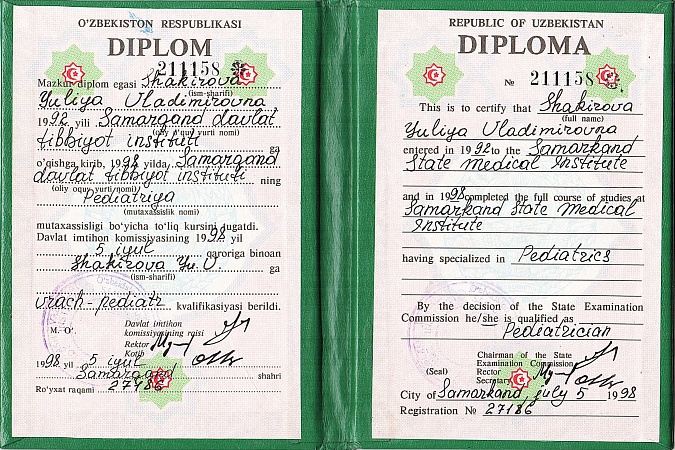 O'ZBEKISTON RESPUBLIKASI
DIPLOM
211158
Mazkur diplom egasi Shakirova
(ism-sharifi)
Yuliya Vladimirovna
1992 yili Samarqand davlat
(oliy o'quv yurti nomi)
tibbiyot instituti ga
o'qishga kirib, 1998 yilda Samarqand
davlat tibbiyot instituti ning
(oliy oquv yurti nomi)
Pediatriya
(mutaxassislik nomi)
mutaxassisligi bo'yicha to'liq kursini tugatdi.
Davlat imtihon komissiyasining 1998 yil
5 iyul qaroriga binoan
Shakirova Yu.V. ga
(ism-sharifi)
vrach-pediatr kvalifikasiyasi berildi.
M.-O'.
Davlat imtihon
komissiyasining raisi
Rektor
Kotib
1998 yil 5 iyul
Samarqand shahri
Ro'yxat raqami 27186
REPUBLIC OF UZBEKISTAN
DIPLOMA
№ 211158
This is to certify that Shakirova
(full name)
Yuliya Vladimirovna
entered in 1992 to the Samarkand
State Medical Institute
and in 1998 completed the full course of studies at
Samarkand State Medical
Institute
having specialized in Pediatrics
By the decision of the State Examination
Commission he/she is qualified as
Pediatrician
(Seal)
Chairman of the State
Examination Commission
Rector
Secretary
City of Samarkand, july 5 1998
Registration № 27186